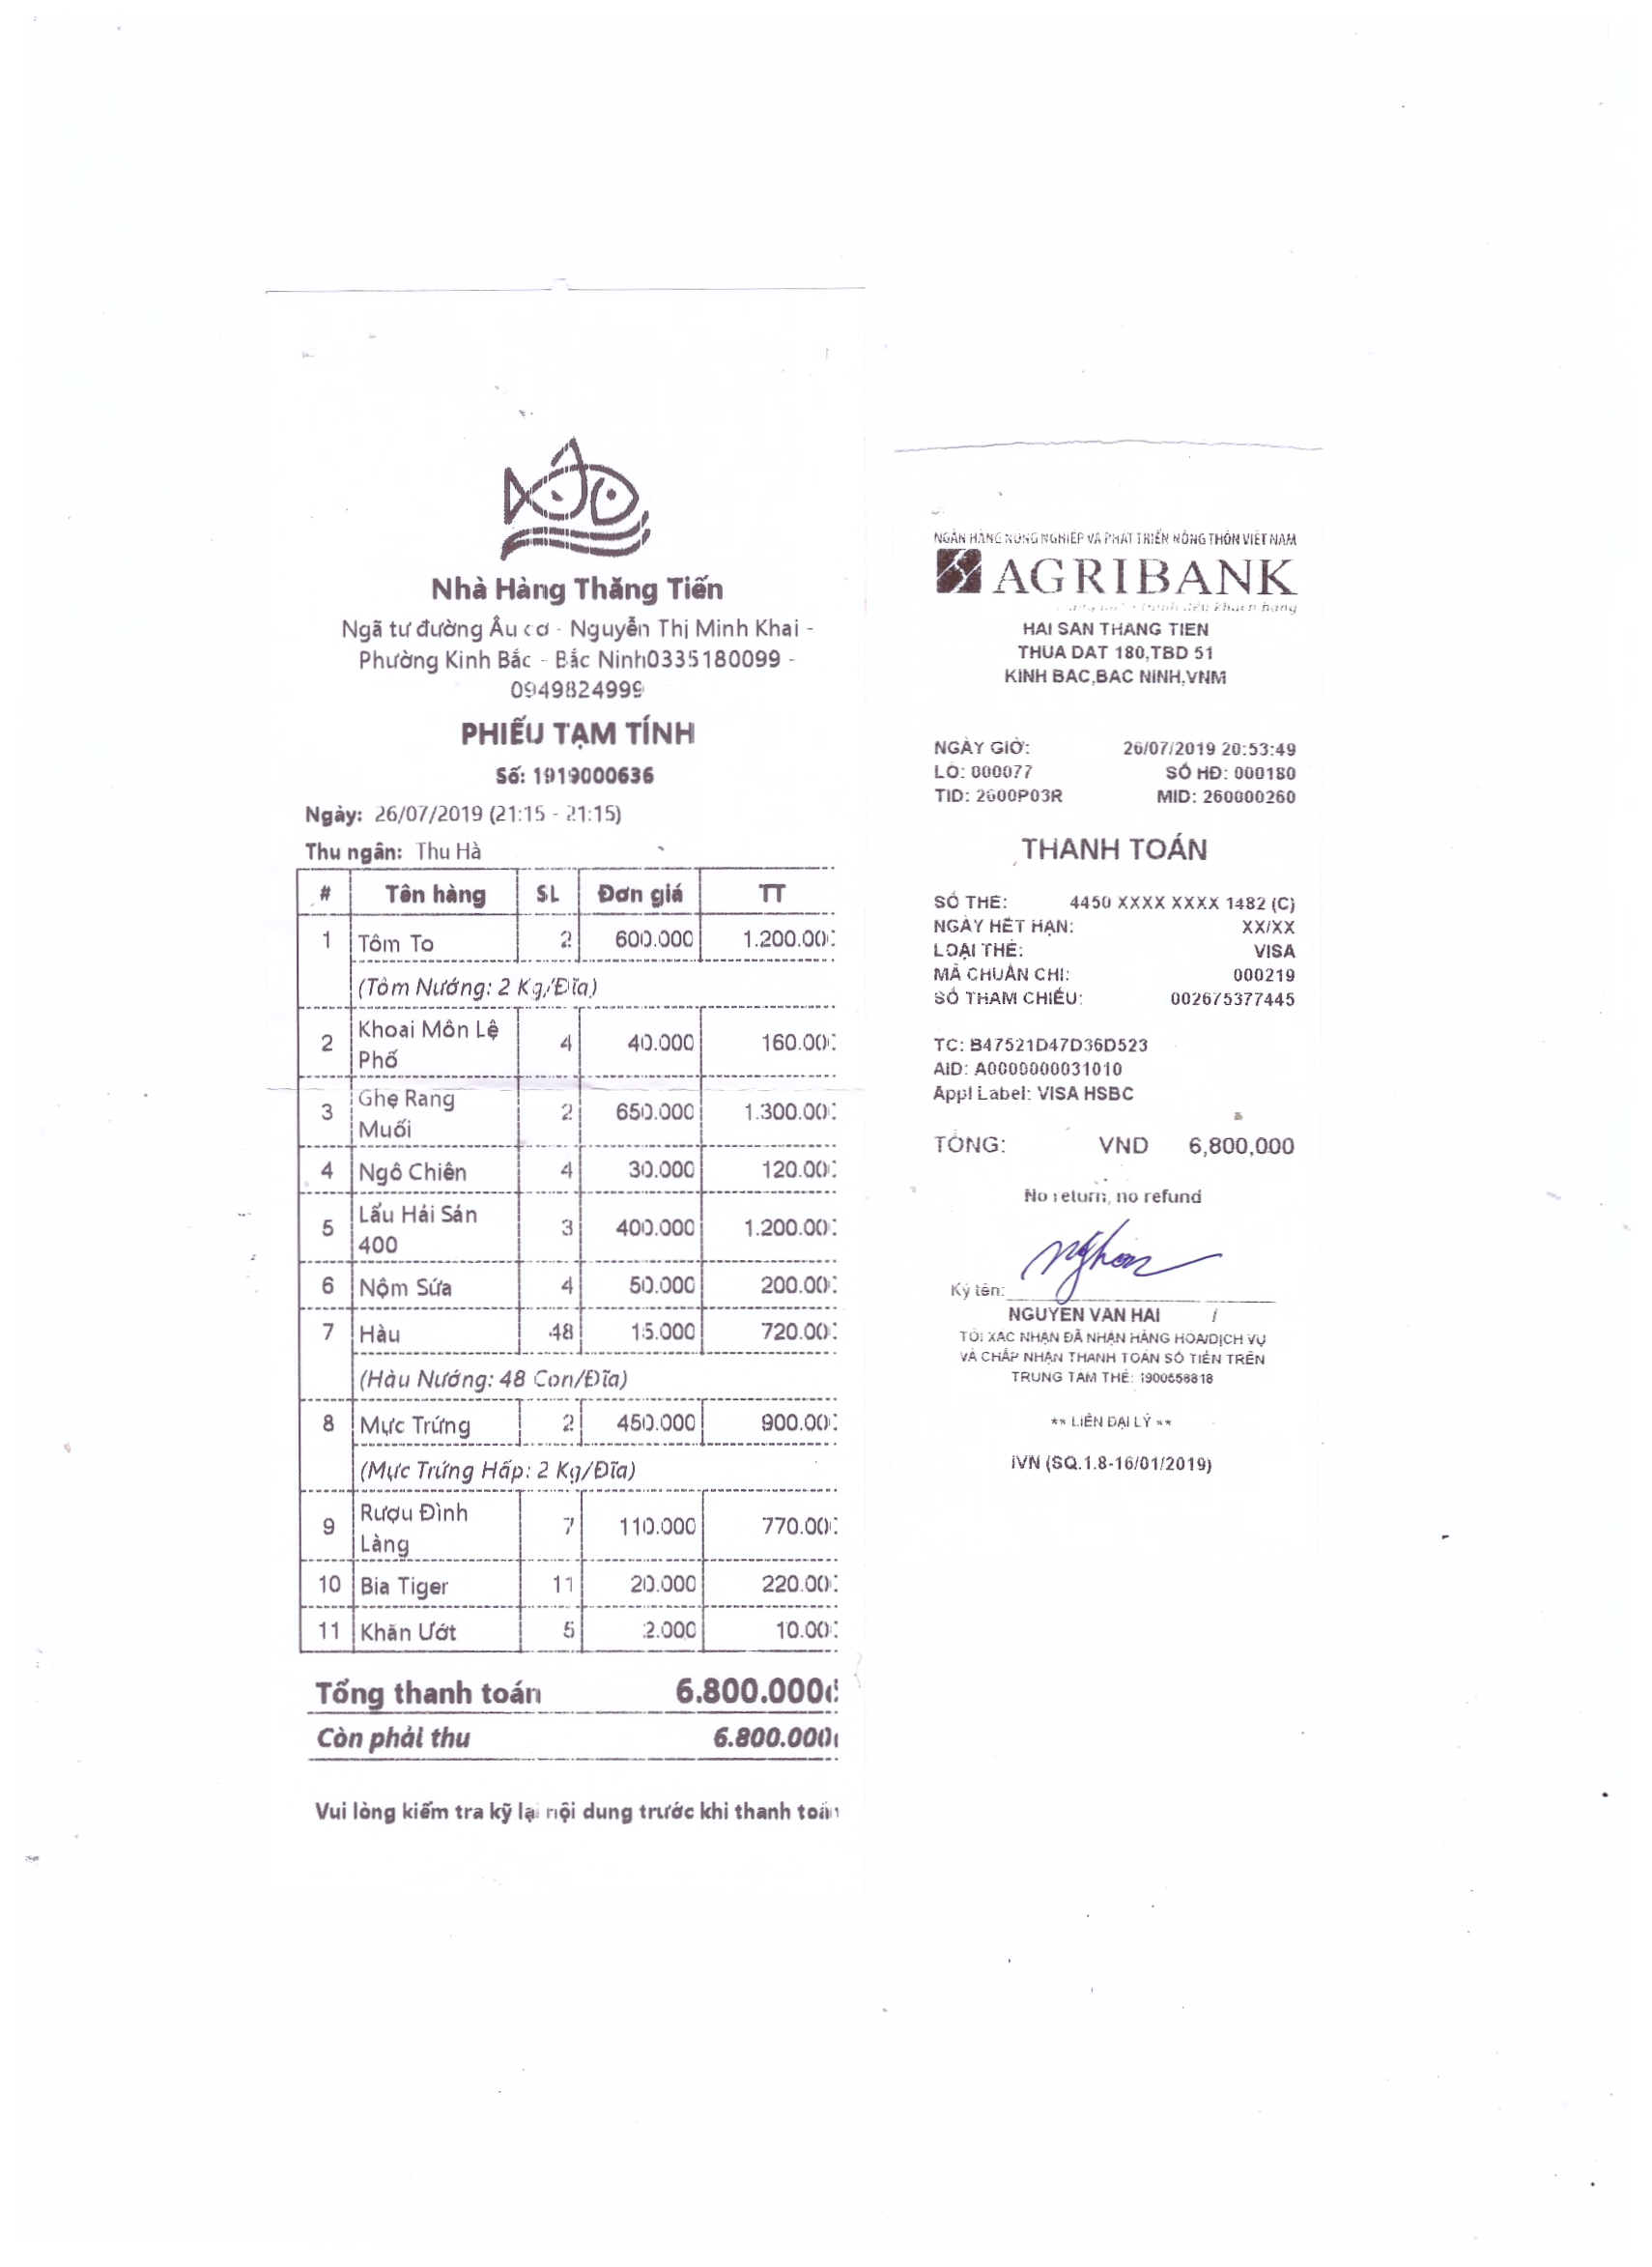 Nhà Hàng Thăng Tiến
Ngã tư đường Âu cơ - Nguyễn Thị Minh Khai -
Phường Kinh Bắc - Bắc Ninh0335180099 -
0949824999
PHIẾU TẠM TÍNH
Số: 1919000636
Ngày: 26/07/2019 (21:15 - 21:15)
Thu ngân: Thu Hà
# Tên hàng SL Đơn giá TT
1 Tôm To 2 600.000 1.200.00
(Tôm Nướng: 2 Kg/Đĩa)
2 Khoai Môn Lệ 4 40.000 160.00
Phố
3 Ghẹ Rang 2 650.000 1.300.00
Muối
4 Ngô Chiên 4 30.000 120.00
5 Lẩu Hải Sản 3 400.000 1.200.00
400
6 Nộm Sứa 4 50.000 200.00
7 Hàu 48 15.000 720.00
(Hàu Nướng: 48 Con/Đĩa)
8 Mực Trứng 2 450.000 900.00
(Mực Trứng Hấp: 2 Kg/Đĩa)
9 Rượu Đình 7 110.000 770.00
Làng
10 Bia Tiger 11 20.000 220.00
11 Khăn Ướt 5 2.000 10.00
Tổng thanh toán 6.800.000đ
Còn phải thu 6.800.000
Vui lòng kiểm tra kỹ lại nội dung trước khi thanh toán
NGÂN HÀNG NÔNG NGHIỆP VÀ PHÁT TRIỂN NÔNG THÔN VIỆT NAM
AGRIBANK
khách hàng
HAI SAN THANG TIEN
THUA DAT 180,TBD 51
KINH BAC,BAC NINH,VNM
NGÀY GIỜ: 26/07/2019 20:53:49
LÔ: 000077 SỐ HĐ: 000180
TID: 2600P03R MID: 260000260
THANH TOÁN
SỐ THẺ: 4450 XXXX XXXX 1482 (C)
NGÀY HẾT HẠN: XX/XX
LOẠI THẺ: VISA
MÃ CHUẨN CHI: 000219
SỐ THAM CHIẾU: 002675377445
TC: B47521D47D36D523
AID: A0000000031010
Appl Label: VISA HSBC
TỔNG: VND 6,800,000
No return, no refund
Ký tên:
NGUYEN VAN HAI
TÔI XÁC NHẬN ĐÃ NHẬN HÀNG HOÁ/DỊCH VỤ
VÀ CHẤP NHẬN THANH TOÁN SỐ TIỀN TRÊN
TRUNG TÂM THẺ: 1900558818
** LIÊN ĐẠI LÝ **
IVN (SQ.1.8-16/01/2019)